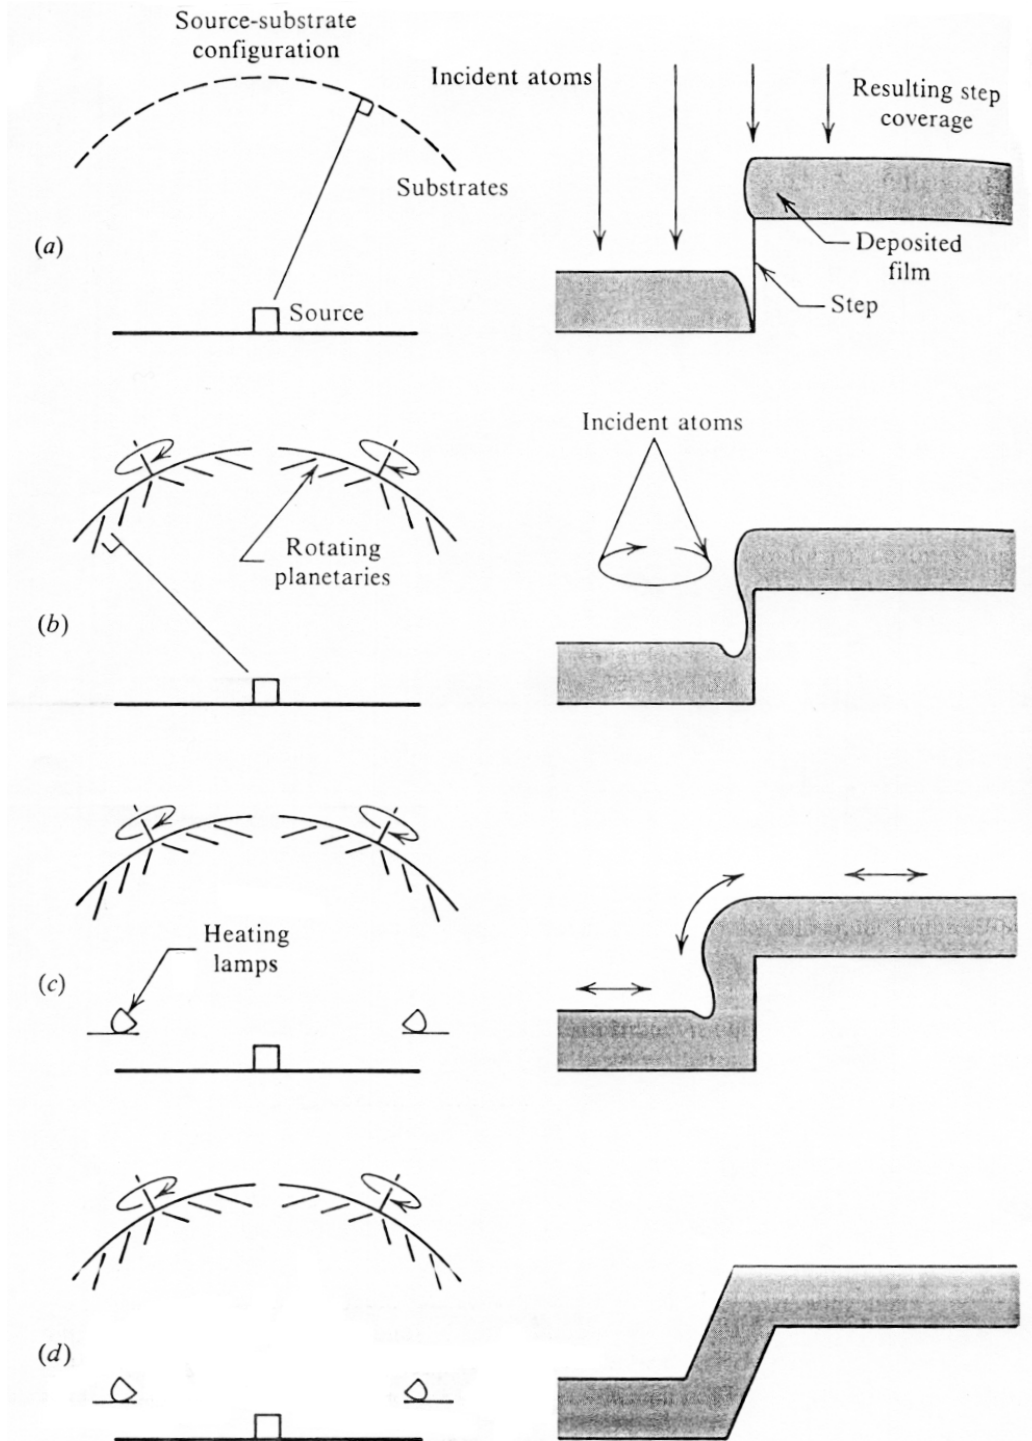 Source-substrate
configuration
Incident atoms
Resulting step
coverage
Substrates
(a)
Deposited
film
Source
Step
Incident atoms
Rotating
planetaries
(b)
Heating
lamps
(c)
(d)